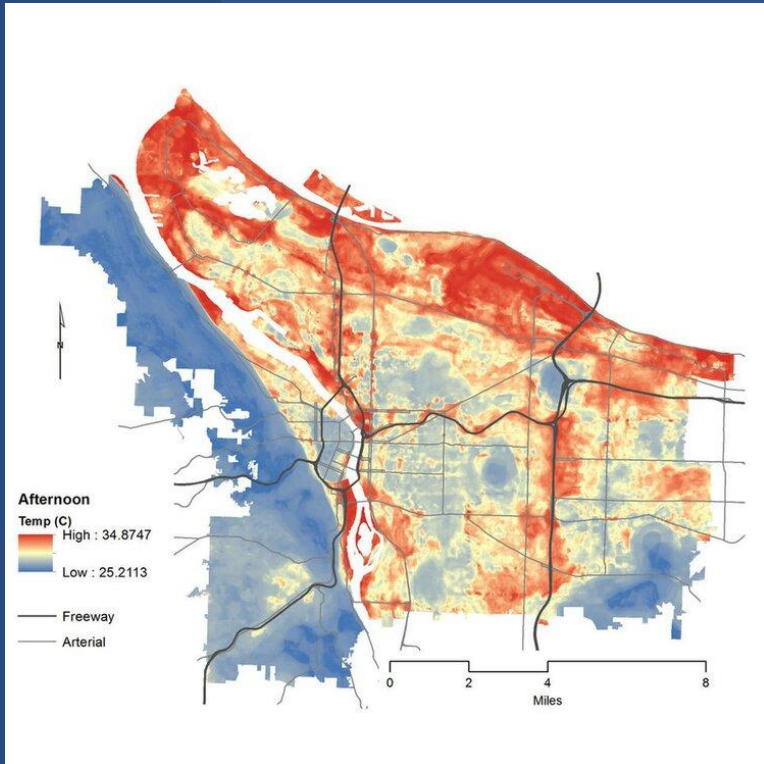 N
Afternoon
Temp (C)
High : 34.8747
Low : 25.2113
Freeway
Arterial
0 2 4 8
Miles